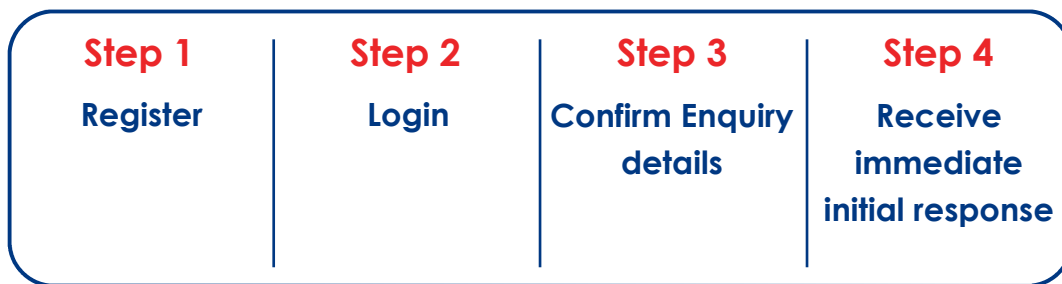 Step 1
Register
Step 2
Login
Step 3
Confirm Enquiry
details
Step 4
Receive
immediate
initial response